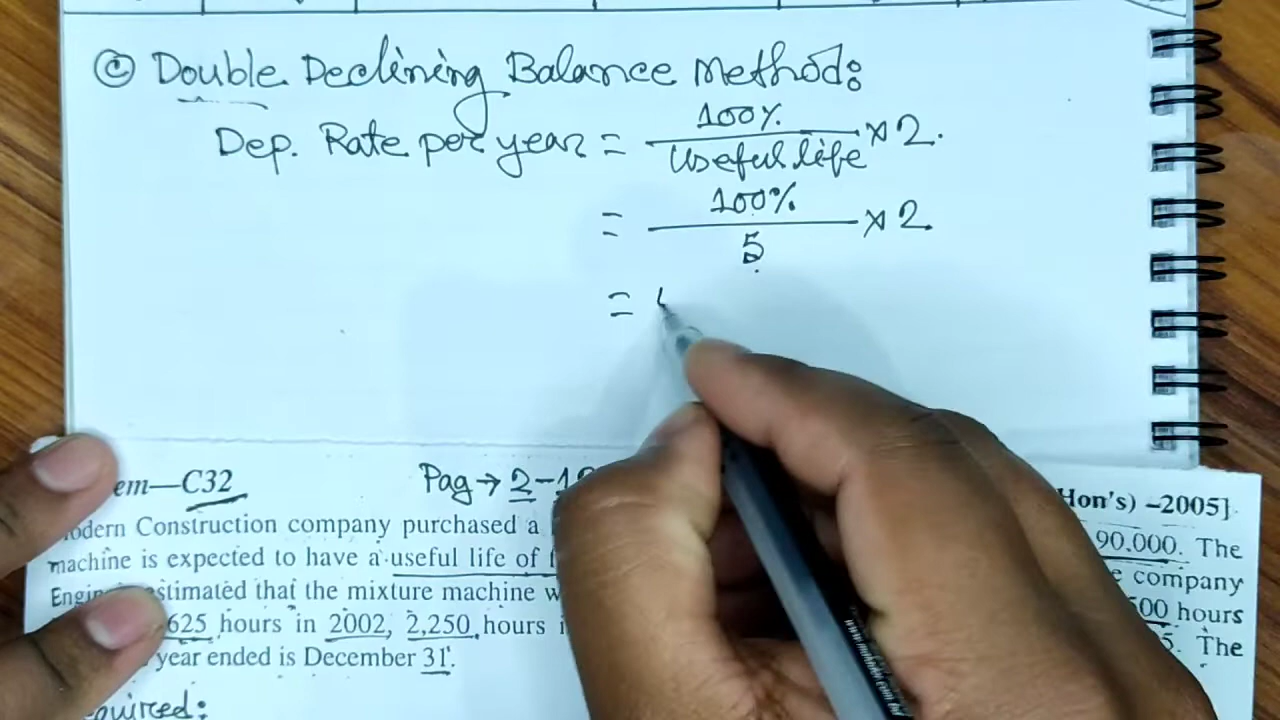 © Double Declining Balance Method:
Dep. Rate per year = 100% / Useful life × 2.
= 100% / 5 × 2.
=
em—C32 Pag → 2-1 Hon's) –2005]
odern Construction company purchased a 90,000. The
machine is expected to have a useful life of company
stimated that the mixture machine 500 hours
625 hours in 2002, 2,250 hours 5. The
year ended is December 31.
quired: